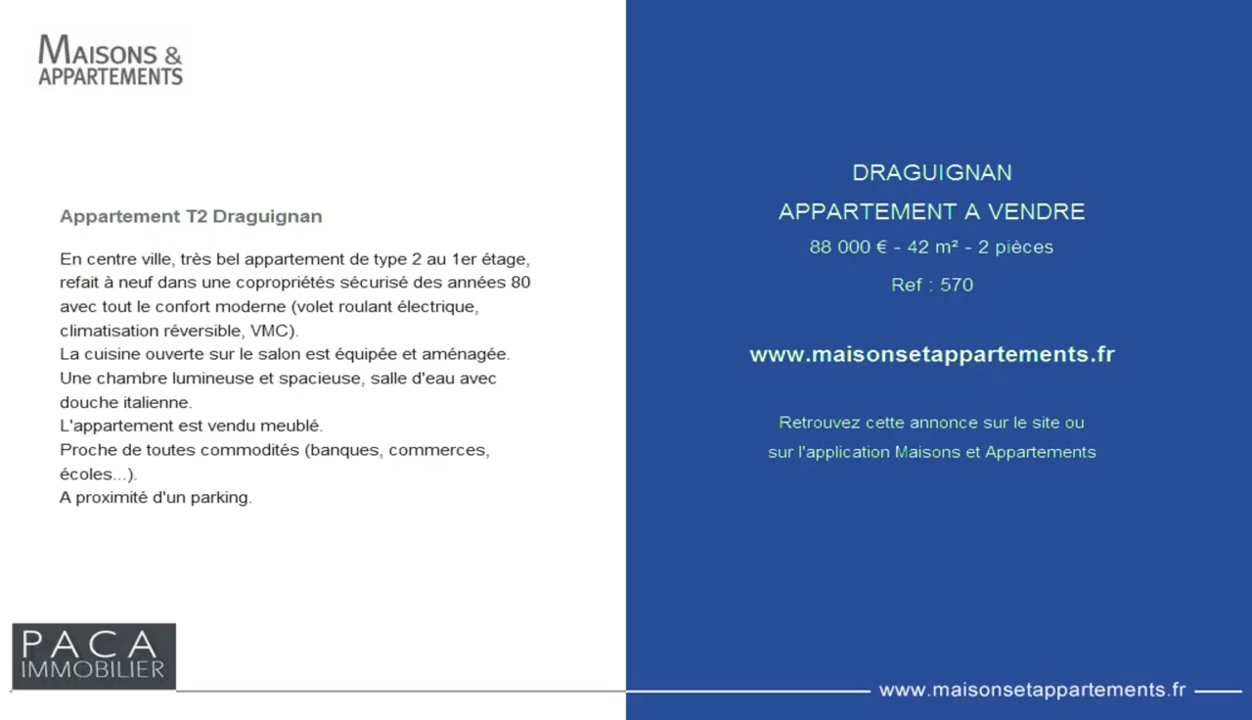 MAISONS &
APPARTEMENTS
Appartement T2 Draguignan
En centre ville, très bel appartement de type 2 au 1er étage,
refait à neuf dans une copropriétés sécurisé des années 80
avec tout le confort moderne (volet roulant électrique,
climatisation réversible, VMC).
La cuisine ouverte sur le salon est équipée et aménagée.
Une chambre lumineuse et spacieuse, salle d'eau avec
douche italienne.
L'appartement est vendu meublé.
Proche de toutes commodités (banques, commerces,
écoles...).
A proximité d'un parking.
PACA
IMMOBILIER
DRAGUIGNAN
APPARTEMENT A VENDRE
88 000 € - 42 m² - 2 pièces
Ref : 570
www.maisonsetappartements.fr
Retrouvez cette annonce sur le site ou
sur l'application Maisons et Appartements
www.maisonsetappartements.fr